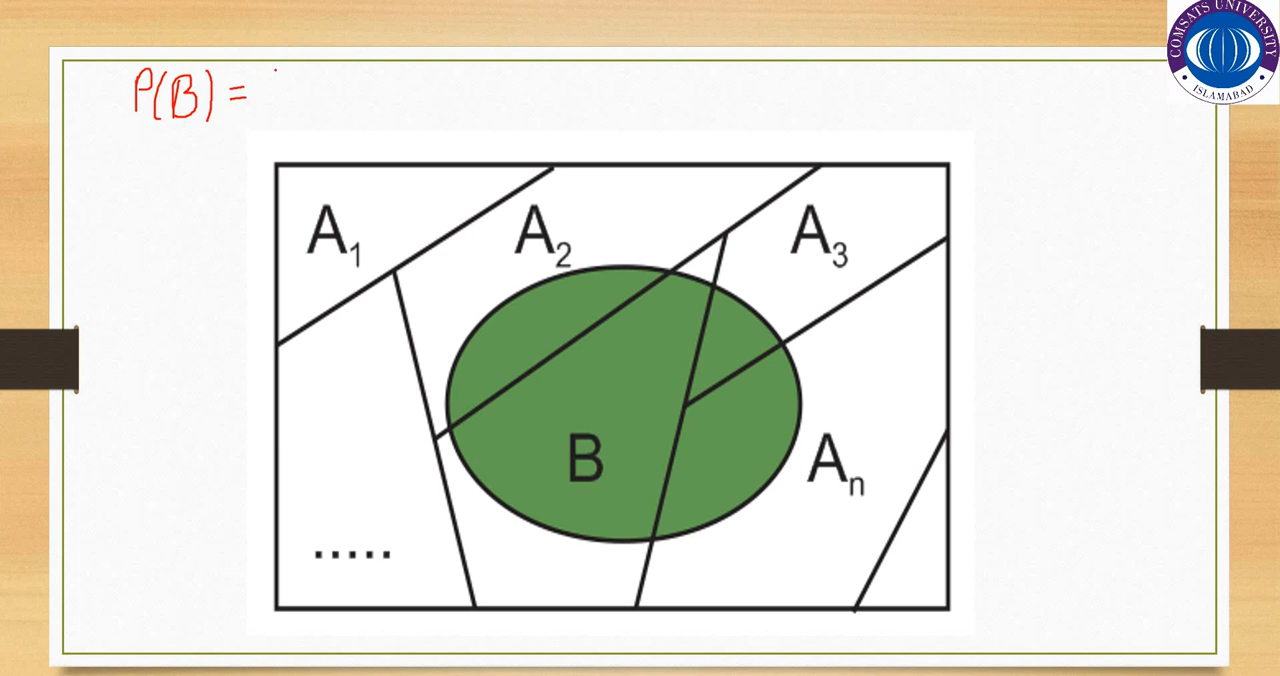 COMSATS UNIVERSITY
ISLAMABAD
P(B) =
A₁
A₂
A₃
B
Aₙ
.....